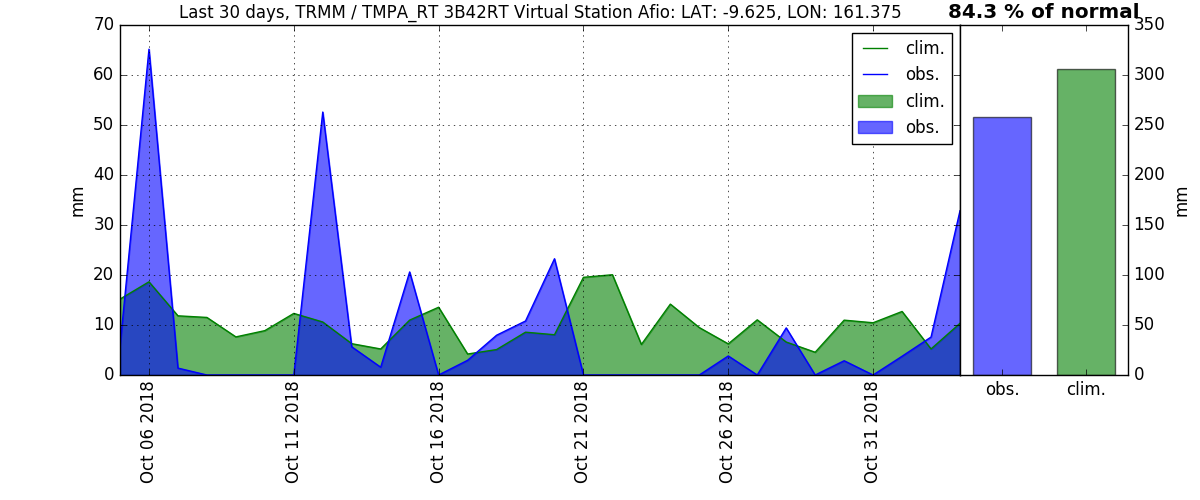 Last 30 days, TRMM / TMPA_RT 3B42RT Virtual Station Afio: LAT: -9.625, LON: 161.375
84.3 % of normal
70
60
50
40
30
20
10
0
mm
clim.
obs.
clim.
obs.
Oct 06 2018
Oct 11 2018
Oct 16 2018
Oct 21 2018
Oct 26 2018
Oct 31 2018
350
300
250
200
150
100
50
0
mm
obs.
clim.